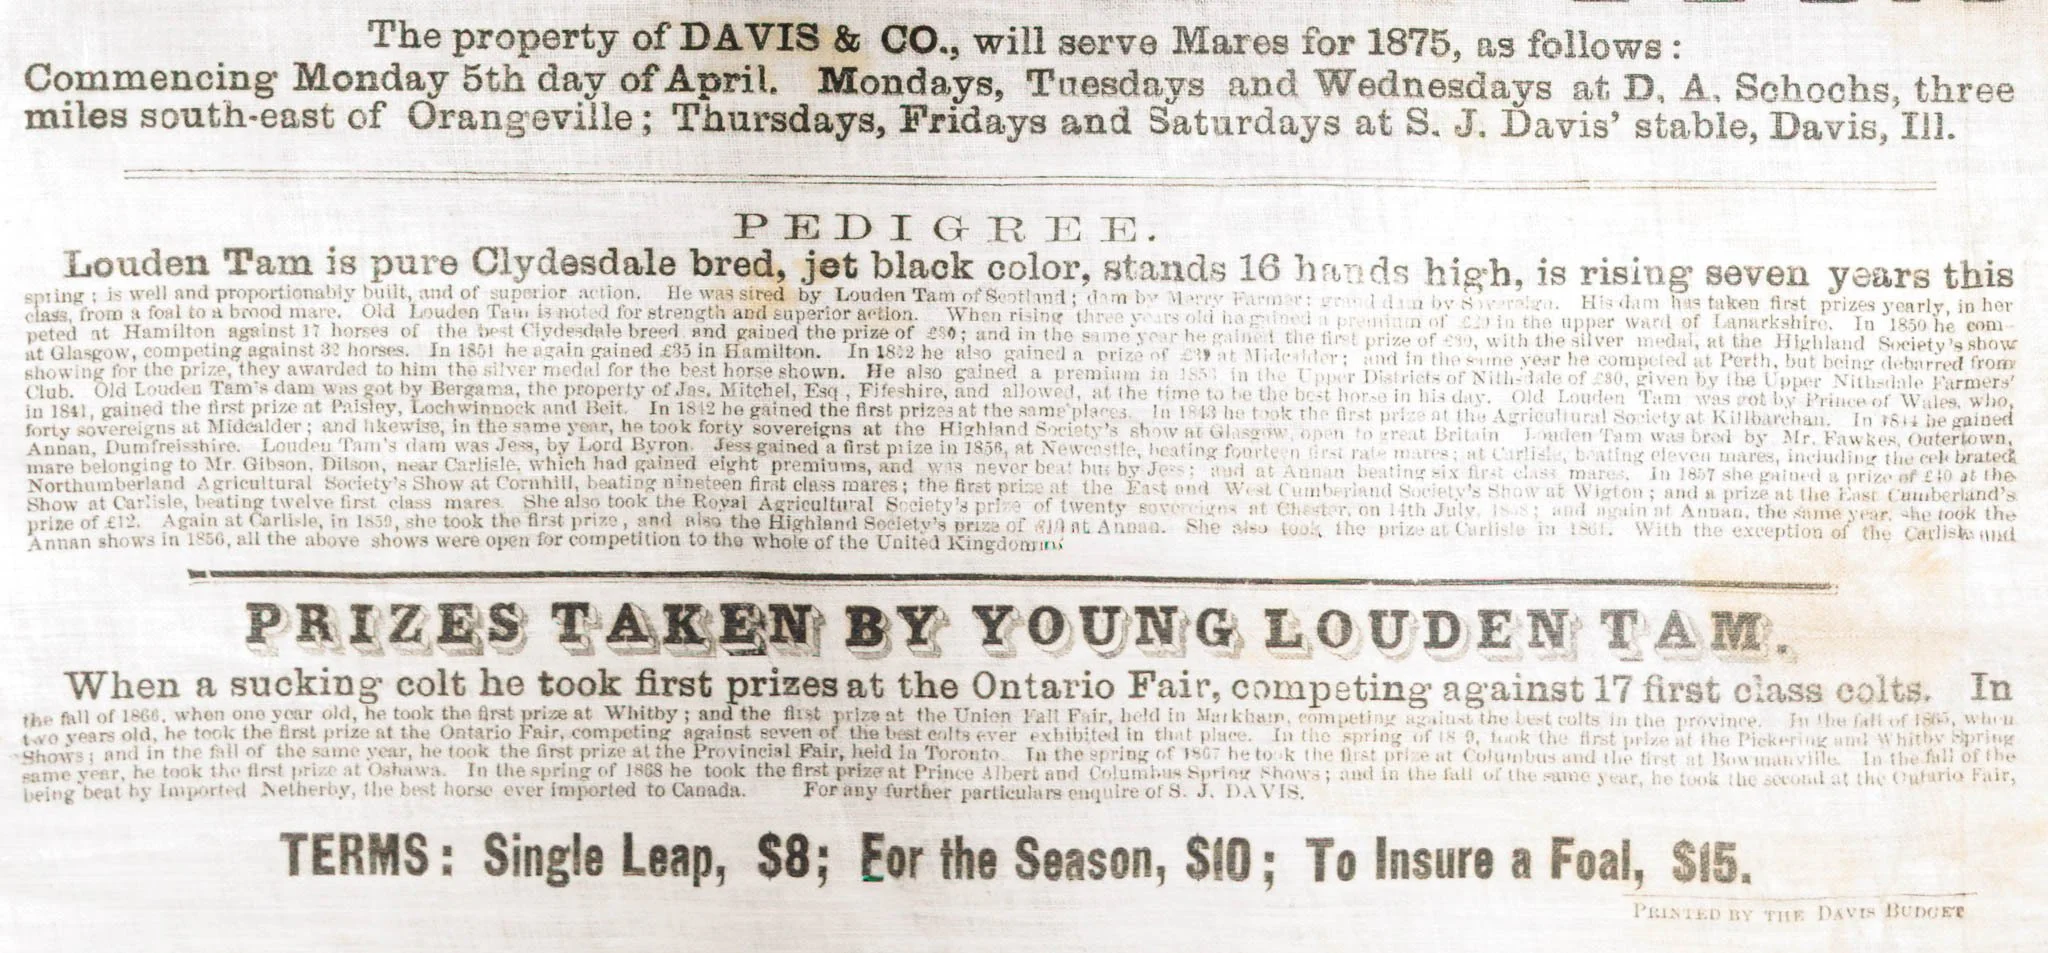 The property of DAVIS & CO., will serve Mares for 1875, as follows:
Commencing Monday 5th day of April. Mondays, Tuesdays and Wednesdays at D. A. Schochs, three
miles south-east of Orangeville; Thursdays, Fridays and Saturdays at S. J. Davis' stable, Davis, Ill.
PEDIGREE.
Louden Tam is pure Clydesdale bred, jet black color, stands 16 hands high, is rising seven years this
spring; is well and proportionably built, and of superior action. He was sired by Louden Tam of Scotland; dam by Merry Farmer; grand dam by Sovereign. His dam has taken first prizes yearly, in her
class, from a foal to a brood mare. Old Louden Tam is noted for strength and superior action. When rising three years old he gained a premium of £20 in the upper ward of Lanarkshire. In 1850 he com-
peted at Hamilton against 17 horses of the best Clydesdale breed and gained the prize of and in the same year he gained the first prize of with the silver medal, at the Highland Society's show
at Glasgow, competing against 32 horses. In 1851 he again gained £35 in Hamilton. In he also gained a prize of at Midcalder; and in the same year he competed at Perth, but being debarred from
showing for the prize, they awarded to him the silver medal for the best horse shown. He also gained a premium in in the Upper Districts of Nithsdale of given by the Upper Nithsdale Farmers'
Club. Old Louden Tam's dam was got by Bergama, the property of Jas. Mitchel, Esq., Fifeshire, and allowed, at the time to be the best horse in his day. Old Louden Tam was got by Prince of Wales, who,
in 1841, gained the first prize at Paisley, Lochwinnock and Beit. In 1842 he gained the first prizes at the same places. In 1843 he took the first prize at the Agricultural Society at Killbarchan. In 1844 he gained
forty sovereigns at Midcalder; and likewise, in the same year, he took forty sovereigns at the Highland Society's show at Glasgow, open to great Britain Louden Tam was bred by Mr. Fawkes, Outertown,
Annan, Dumfreisshire. Louden Tam's dam was Jess, by Lord Byron. Jess gained a first prize in 1856, at Newcastle, beating fourteen first rate mares; at Carlisle, beating eleven mares, including the celebrated
mare belonging to Mr. Gibson, Dilson, near Carlisle, which had gained eight premiums, and was never beat but by Jess; and at Annan beating six first class mares. In 1857 she gained a prize of £10 at the
Northumberland Agricultural Society's Show at Cornhill, beating nineteen first class mares; the first prize at the East and West Cumberland Society's Show at Wigton; and a prize at the East Cumberland's
Show at Carlisle, beating twelve first class mares. She also took the Royal Agricultural Society's prize of twenty sovereigns at Chester, on 14th July, 1858; and again at Annan, the same year, she took the
prize of £12. Again at Carlisle, in 1859, she took the first prize, and also the Highland Society's prize of £10 at Annan. She also took the prize at Carlisle in 1861. With the exception of the Carlisle and
Annan shows in 1856, all the above shows were open for competition to the whole of the United Kingdom
PRIZES TAKEN BY YOUNG LOUDEN TAM.
When a sucking colt he took first prizes at the Ontario Fair, competing against 17 first class colts. In
the fall of 1866, when one year old, he took the first prize at Whitby; and the first prize at the Union Fall Fair, held in Markham, competing against the best colts in the province. In the fall of when
two years old, he took the first prize at the Ontario Fair, competing against seven of the best colts ever exhibited in that place. In the spring of took the first prize at the Pickering and Whitby Spring
Shows; and in the fall of the same year, he took the first prize at the Provincial Fair, held in Toronto. In the spring of 1867 he took the first prize at Columbus and the first at Bowmanville. In the fall of the
same year, he took the first prize at Oshawa. In the spring of 1868 he took the first prize at Prince Albert and Columbus Spring Shows; and in the fall of the same year, he took the second at the Ontario Fair,
being beat by Imported Netherby, the best horse ever imported to Canada. For any further particulars enquire of S. J. DAVIS.
TERMS: Single Leap, $8; For the Season, $10; To Insure a Foal, $15.
PRINTED BY THE DAVIS BUDGET